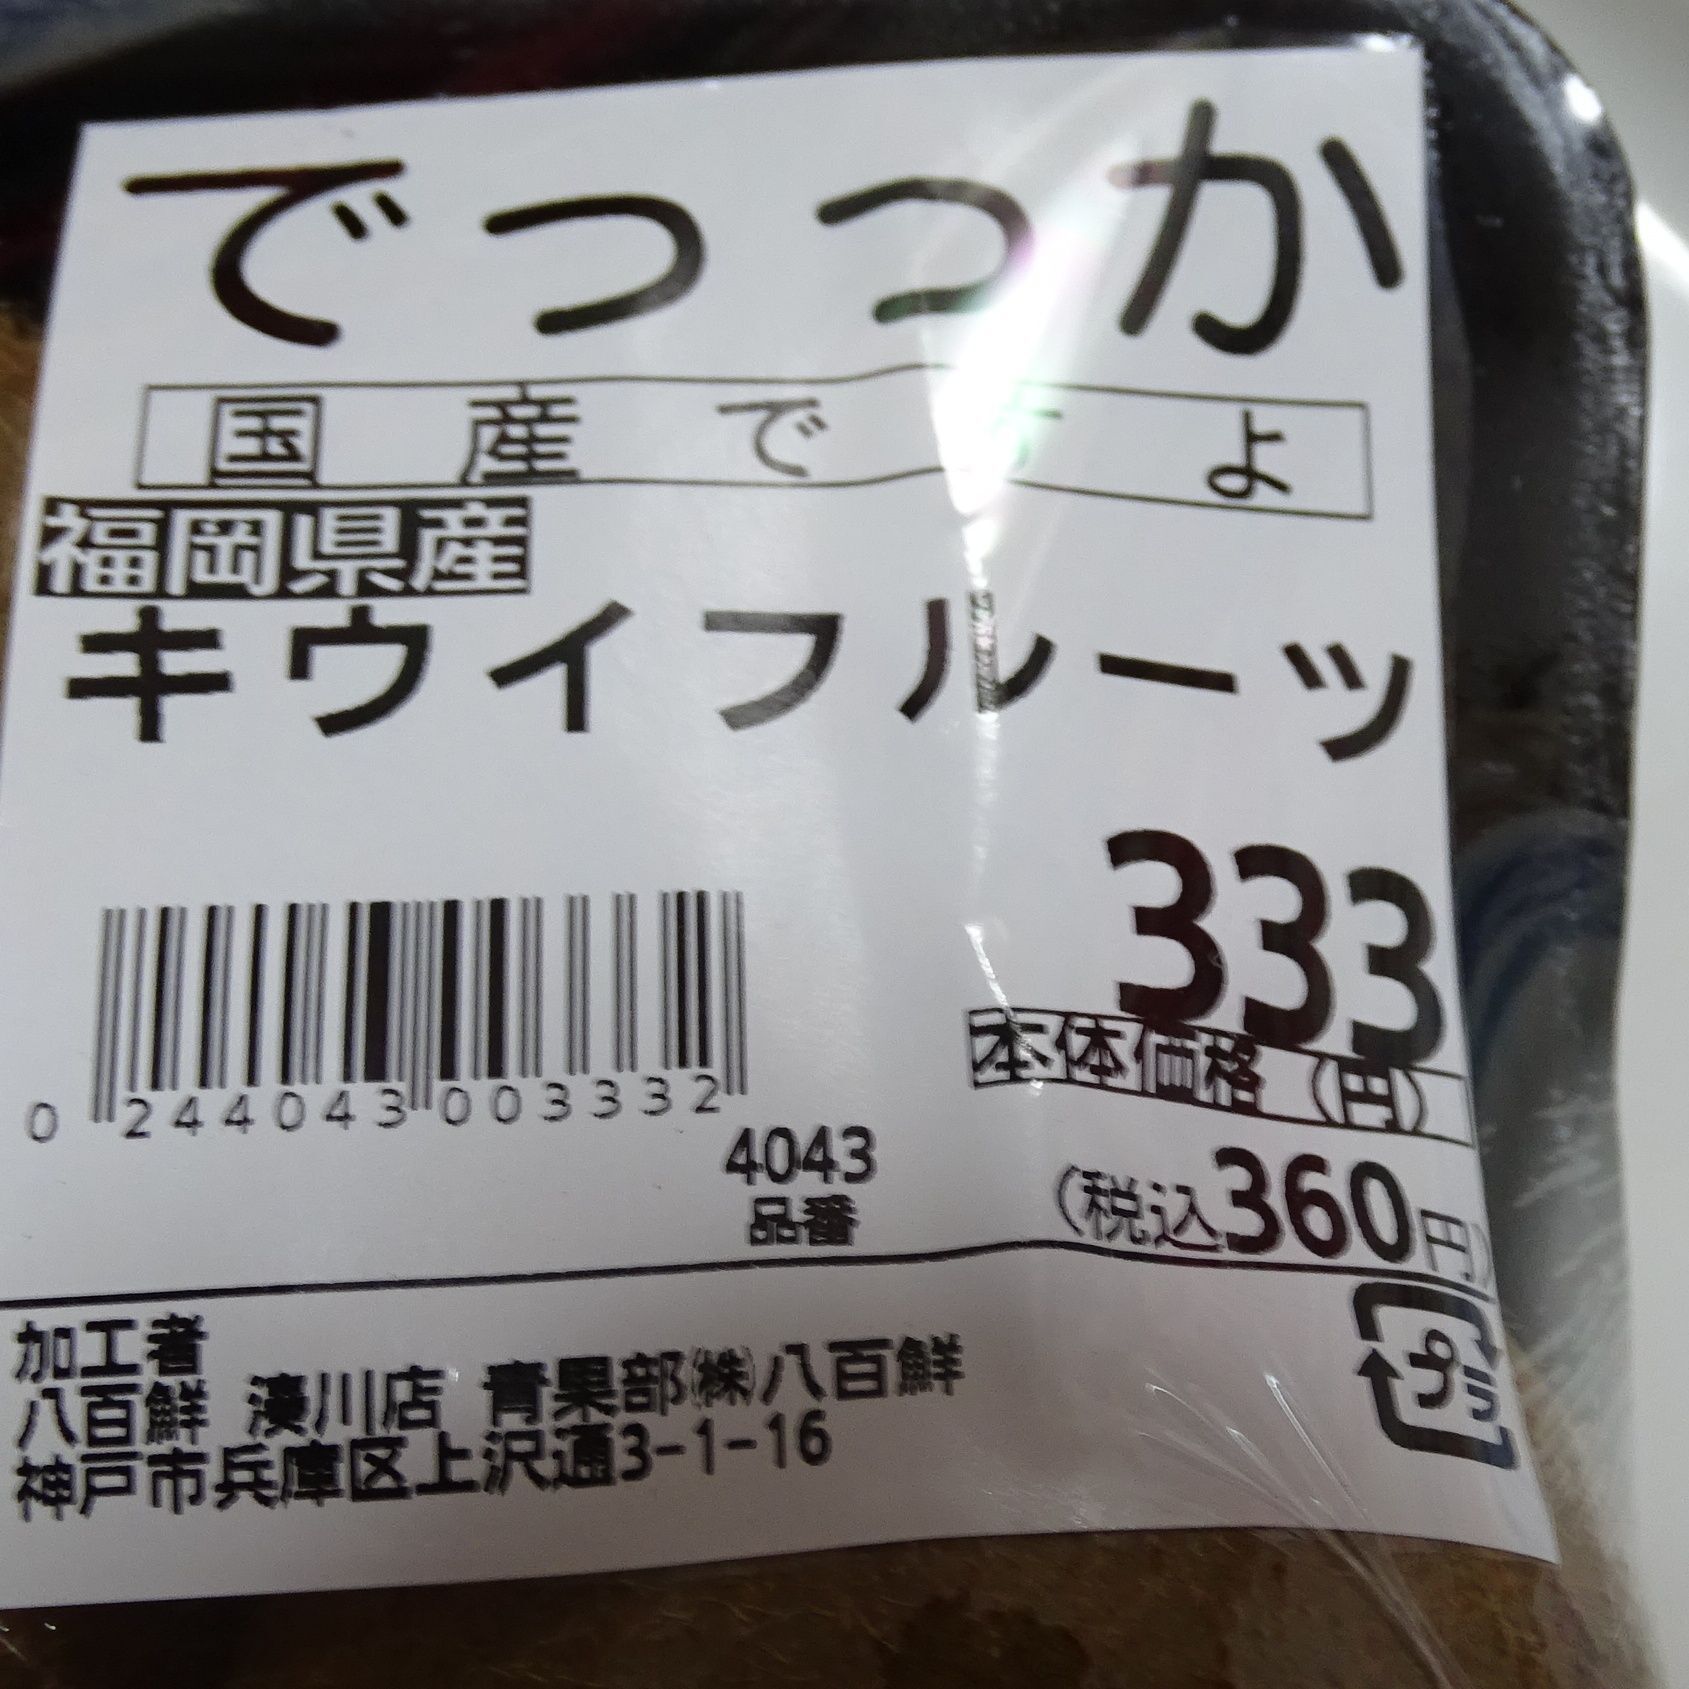 でっっか
国産ですよ
福岡県産
キウイフルーツ
333
本体価格(円)
0 244043 003332
4043
品番
(税込360円)
プラ
加工者
八百鮮 湊川店 青果部㈱八百鮮
神戸市兵庫区上沢通3-1-16